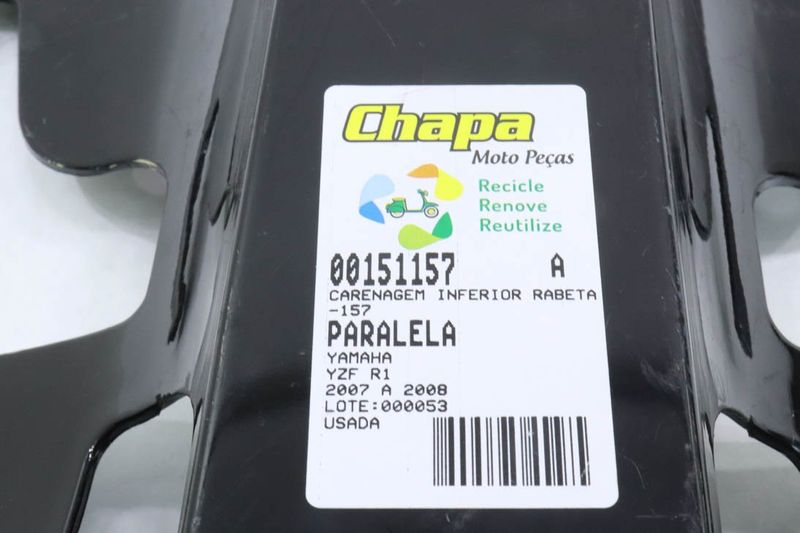 Chapa
Moto Peças
Recicle
Renove
Reutilize
00151157 A
CARENAGEM INFERIOR RABETA
-157
PARALELA
YAMAHA
YZF R1
2007 A 2008
LOTE:000053
USADA